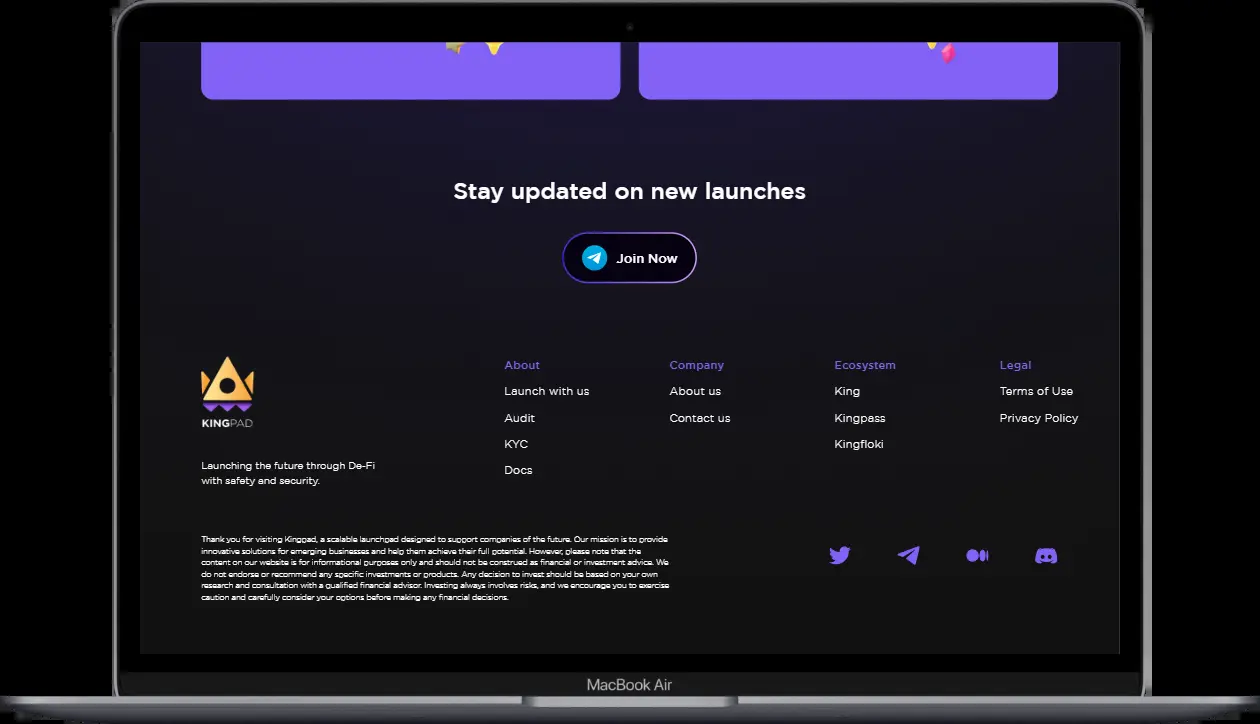 Stay updated on new launches
Join Now
KINGPAD
Launching the future through De-Fi
with safety and security.
About
Launch with us
Audit
KYC
Docs
Company
About us
Contact us
Ecosystem
King
Kingpass
Kingfloki
Legal
Terms of Use
Privacy Policy
Thank you for visiting Kingpad, a scalable launchpad designed to support companies of the future. Our mission is to provide
innovative solutions for emerging businesses and help them achieve their full potential. However, please note that the
content on our website is for informational purposes only and should not be construed as financial or investment advice. We
do not endorse or recommend any specific investments or products. Any decision to invest should be based on your own
research and consultation with a qualified financial advisor. Investing always involves risks, and we encourage you to exercise
caution and carefully consider your options before making any financial decisions.
MacBook Air